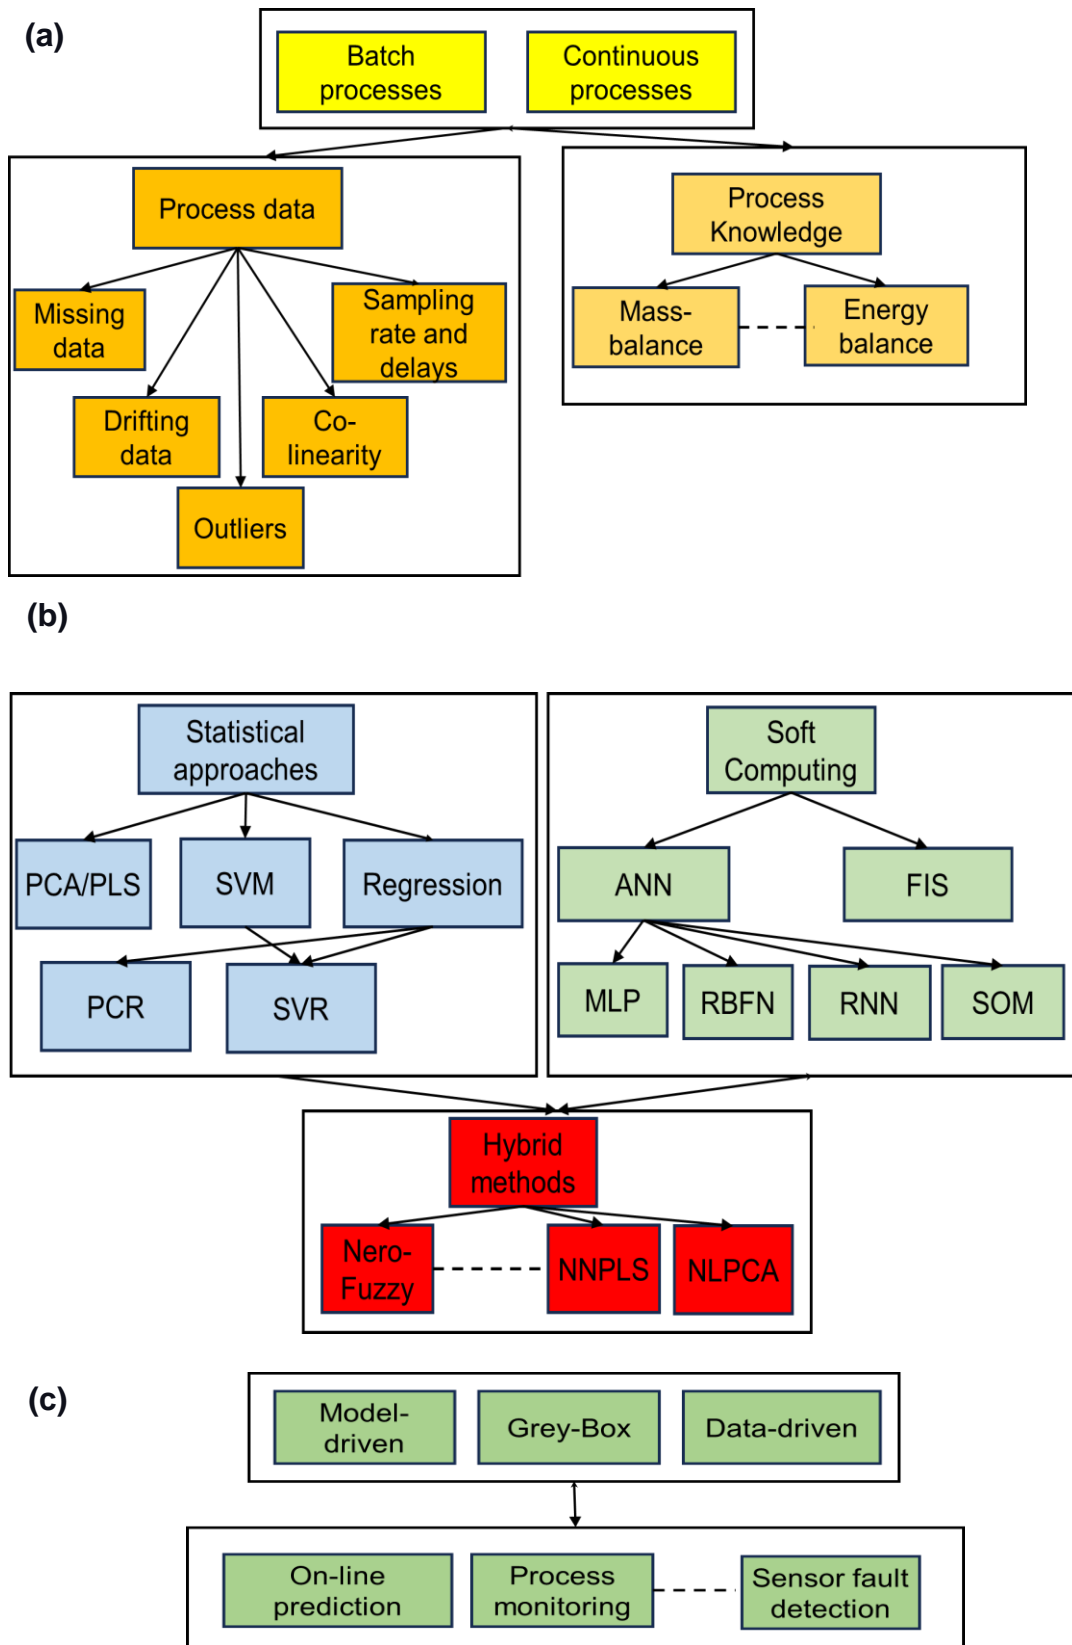 (a)
Batch
processes
Continuous
processes
Process data
Process
Knowledge
Missing
data
Sampling
rate and
delays
Mass-
balance
Energy
balance
Drifting
data
Co-
linearity
Outliers
(b)
Statistical
approaches
Soft
Computing
PCA/PLS
SVM
Regression
ANN
FIS
PCR
SVR
MLP
RBFN
RNN
SOM
Hybrid
methods
Nero-
Fuzzy
NNPLS
NLPCA
(c)
Model-
driven
Grey-Box
Data-driven
On-line
prediction
Process
monitoring
Sensor fault
detection